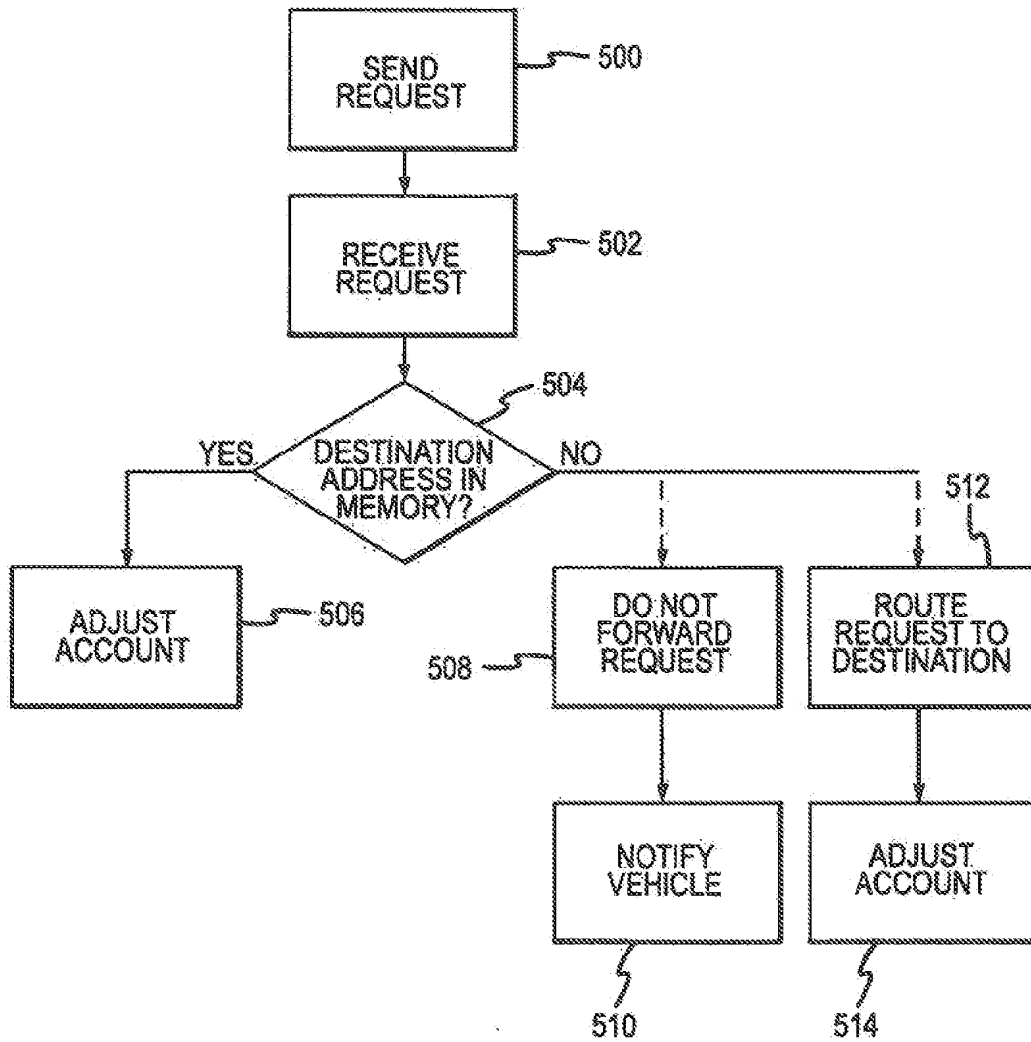 SEND
REQUEST
500
RECEIVE
REQUEST
502
504
YES
DESTINATION
ADDRESS IN
MEMORY?
NO
512
ADJUST
ACCOUNT
506
DO NOT
FORWARD
REQUEST
508
ROUTE
REQUEST TO
DESTINATION
NOTIFY
VEHICLE
510
ADJUST
ACCOUNT
514